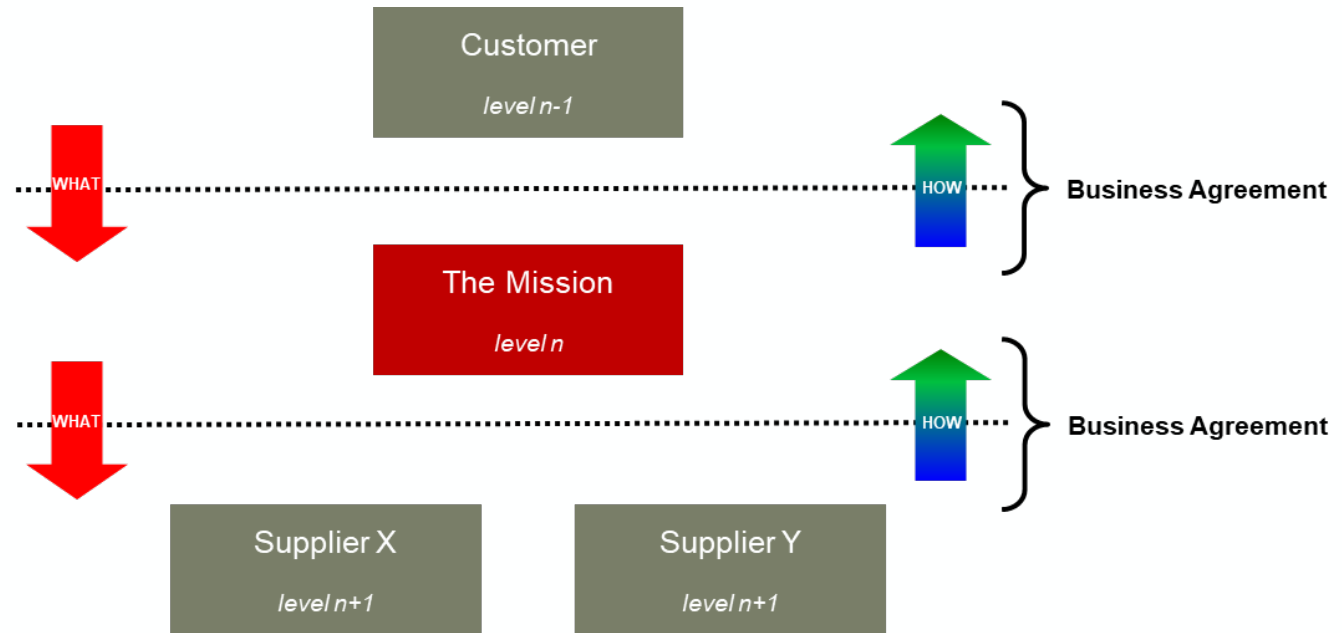 Customer
level n-1
WHAT
HOW
Business Agreement
The Mission
level n
WHAT
HOW
Business Agreement
Supplier X
level n+1
Supplier Y
level n+1